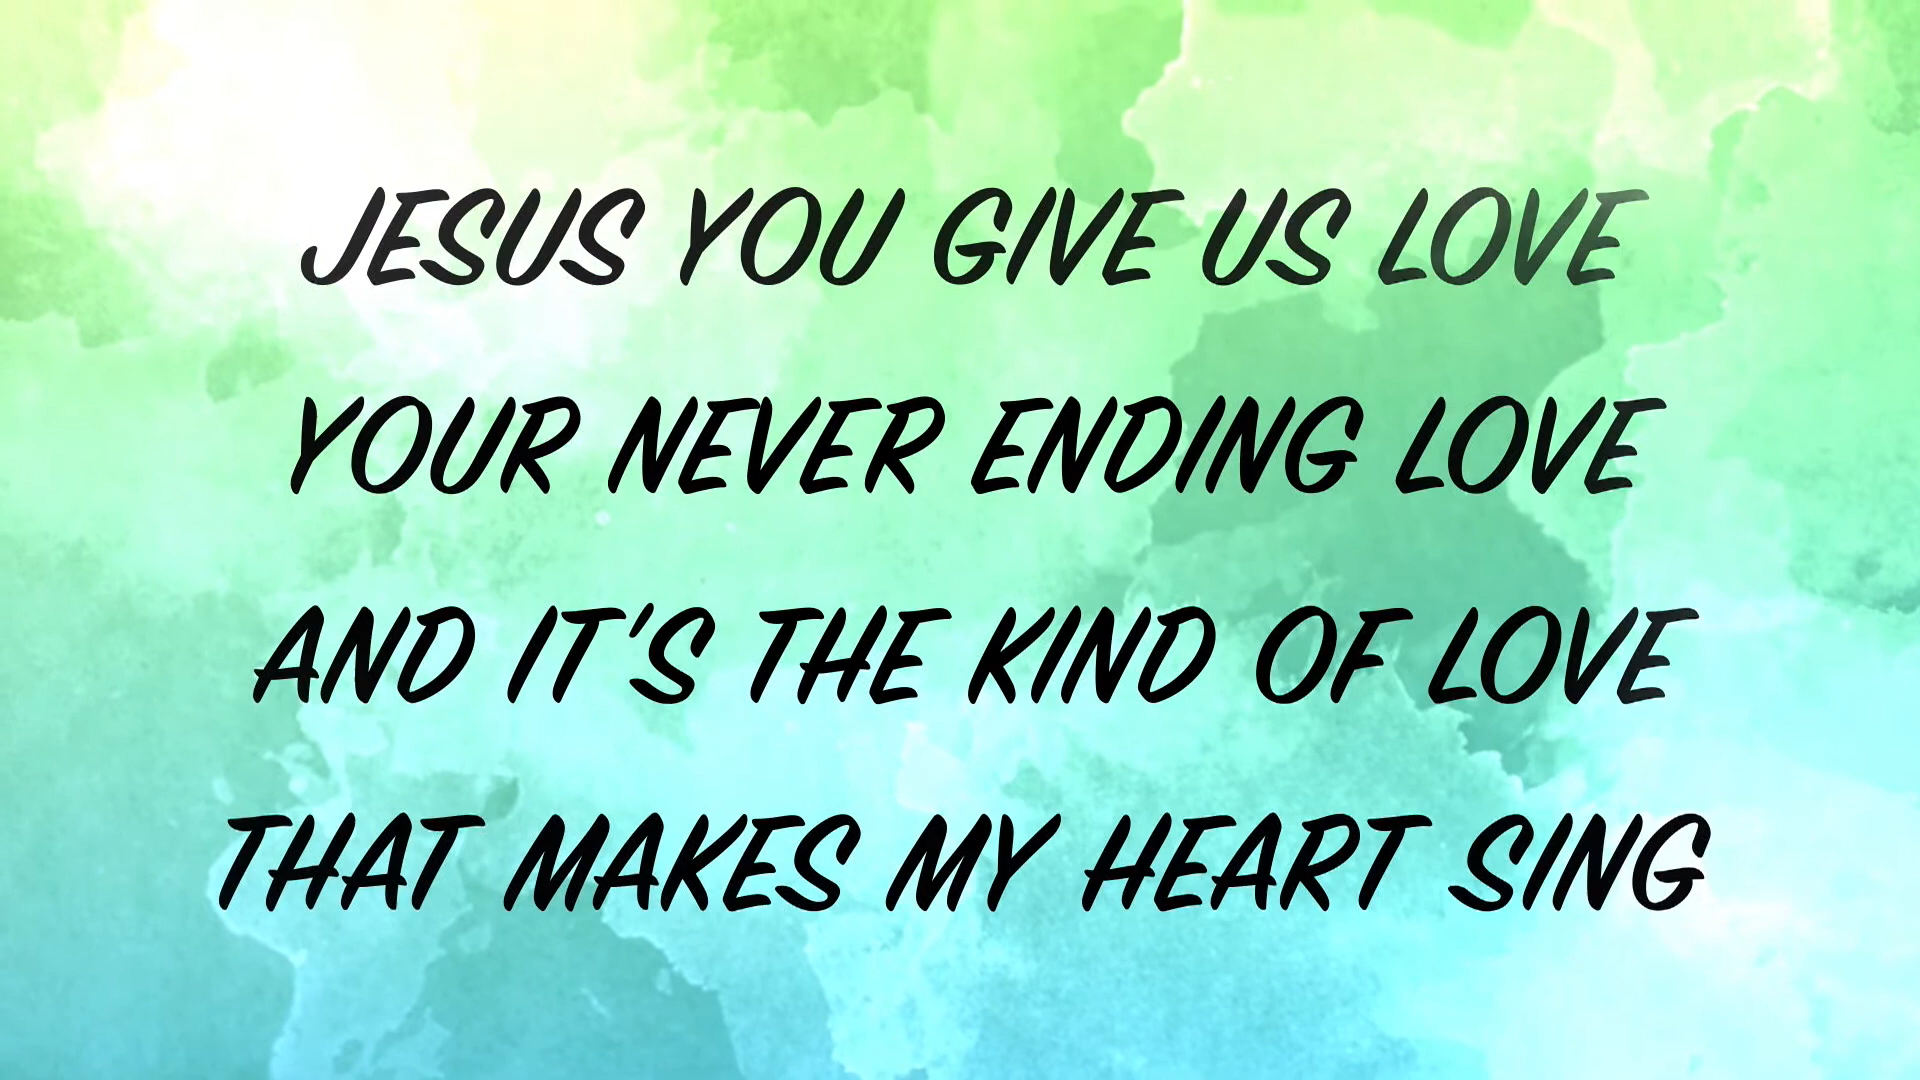 JESUS YOU GIVE US LOVE
YOUR NEVER ENDING LOVE
AND IT'S THE KIND OF LOVE
THAT MAKES MY HEART SING